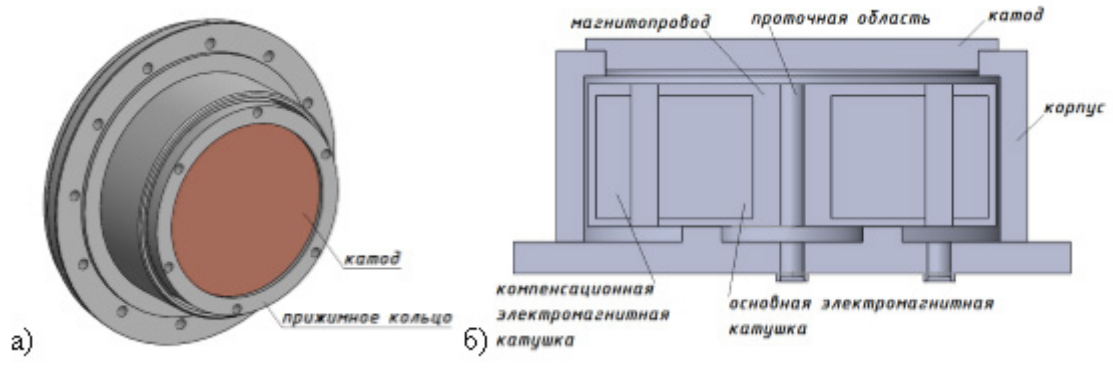 магнитопровод
проточная область
катод
корпус
катод
прижимное кольцо
компенсационная
электромагнитная
катушка
основная электромагнитная
катушка
а)
б)